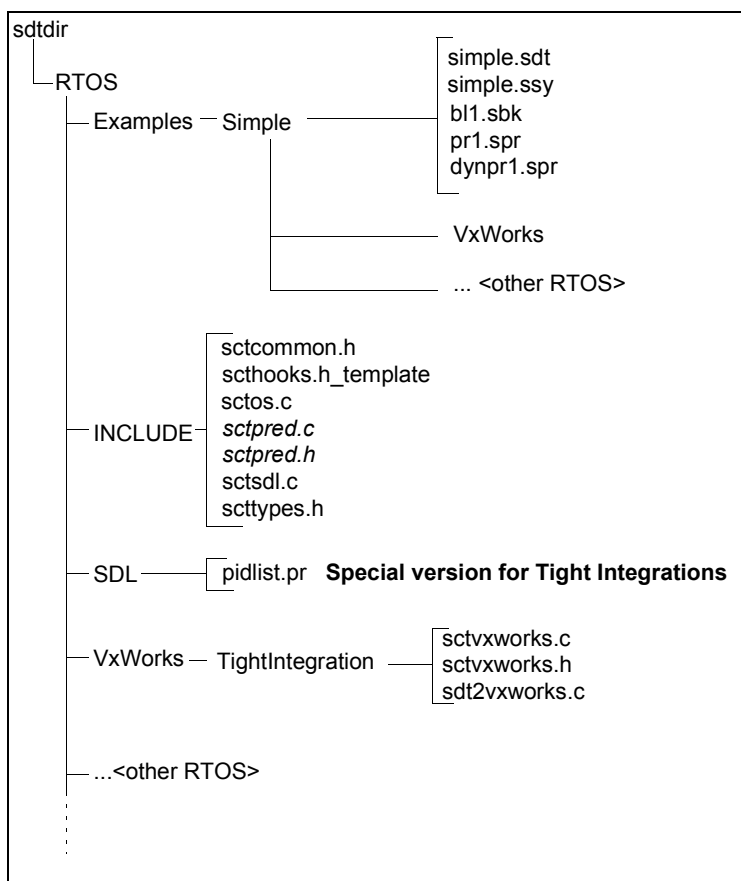 sdtdir
RTOS
Examples
Simple
simple.sdt
simple.ssy
bl1.sbk
pr1.spr
dynpr1.spr
VxWorks
... <other RTOS>
INCLUDE
sctcommon.h
scthooks.h_template
sctos.c
sctpred.c
sctpred.h
sctsdl.c
scttypes.h
SDL
pidlist.pr Special version for Tight Integrations
VxWorks
TightIntegration
sctvxworks.c
sctvxworks.h
sdt2vxworks.c
...<other RTOS>